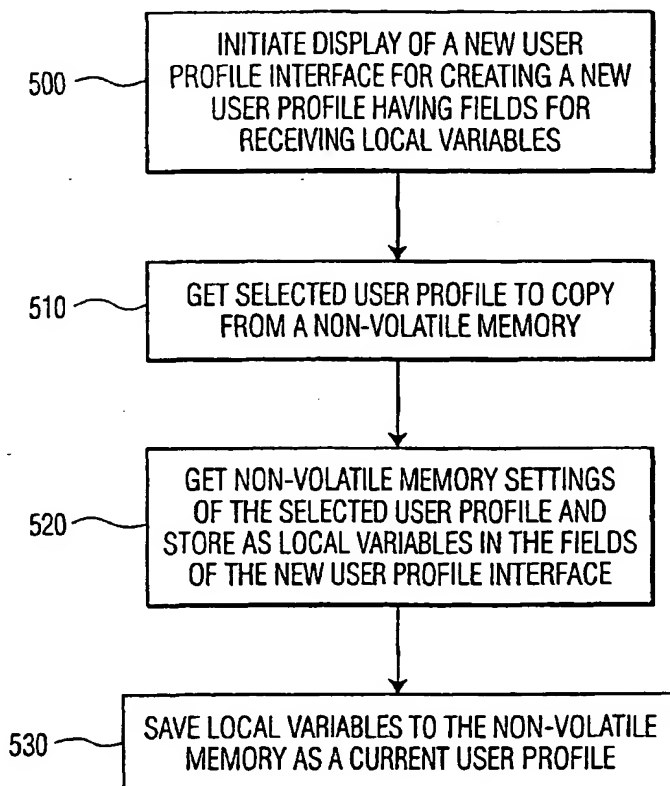 500
INITIATE DISPLAY OF A NEW USER
PROFILE INTERFACE FOR CREATING A NEW
USER PROFILE HAVING FIELDS FOR
RECEIVING LOCAL VARIABLES
510
GET SELECTED USER PROFILE TO COPY
FROM A NON-VOLATILE MEMORY
520
GET NON-VOLATILE MEMORY SETTINGS
OF THE SELECTED USER PROFILE AND
STORE AS LOCAL VARIABLES IN THE FIELDS
OF THE NEW USER PROFILE INTERFACE
530
SAVE LOCAL VARIABLES TO THE NON-VOLATILE
MEMORY AS A CURRENT USER PROFILE